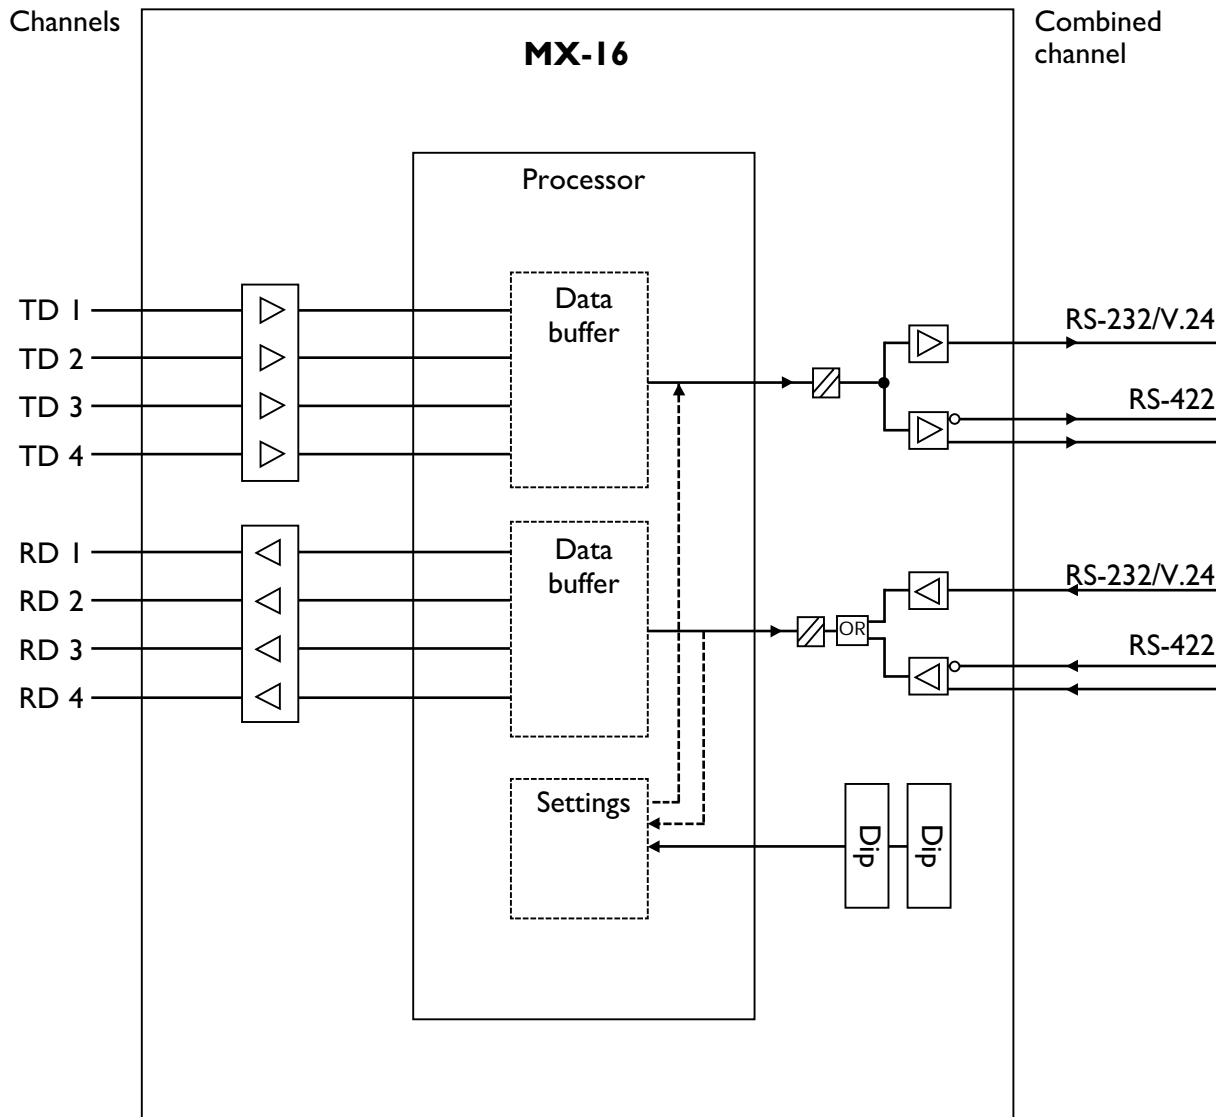 Channels
Combined
channel
MX-16
Processor
TD 1
TD 2
TD 3
TD 4
Data
buffer
RS-232/V.24
RS-422
RD 1
RD 2
RD 3
RD 4
Data
buffer
OR
RS-232/V.24
RS-422
Settings
Dip
Dip